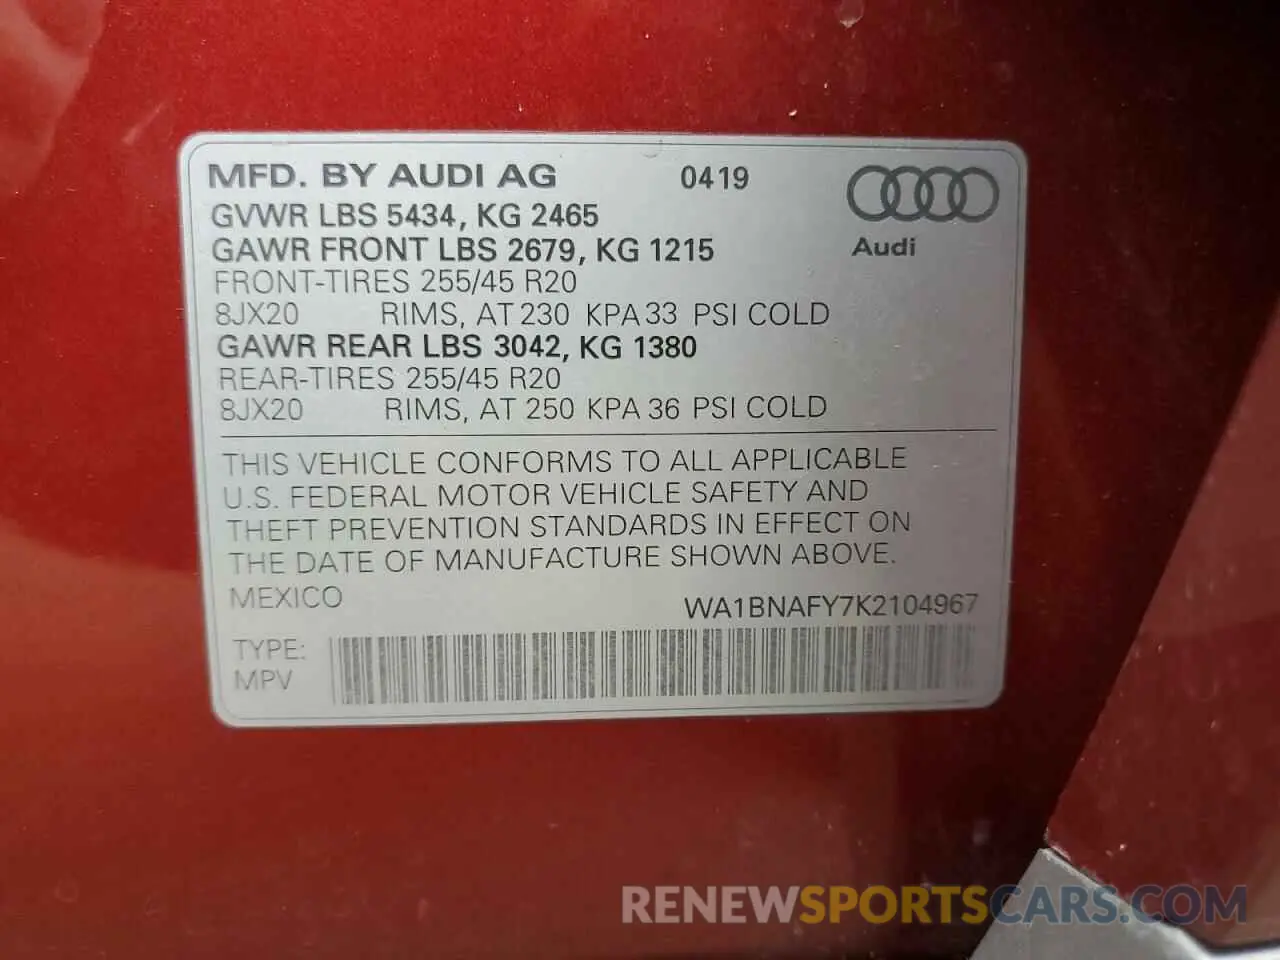 MFD. BY AUDI AG 0419
GVWR LBS 5434, KG 2465
GAWR FRONT LBS 2679, KG 1215
Audi
FRONT-TIRES 255/45 R20
8JX20 RIMS, AT 230 KPA 33 PSI COLD
GAWR REAR LBS 3042, KG 1380
REAR-TIRES 255/45 R20
8JX20 RIMS, AT 250 KPA 36 PSI COLD
THIS VEHICLE CONFORMS TO ALL APPLICABLE
U.S. FEDERAL MOTOR VEHICLE SAFETY AND
THEFT PREVENTION STANDARDS IN EFFECT ON
THE DATE OF MANUFACTURE SHOWN ABOVE.
MEXICO WA1BNAFY7K2104967
TYPE:
MPV
RENEWSPORTSCARS.COM